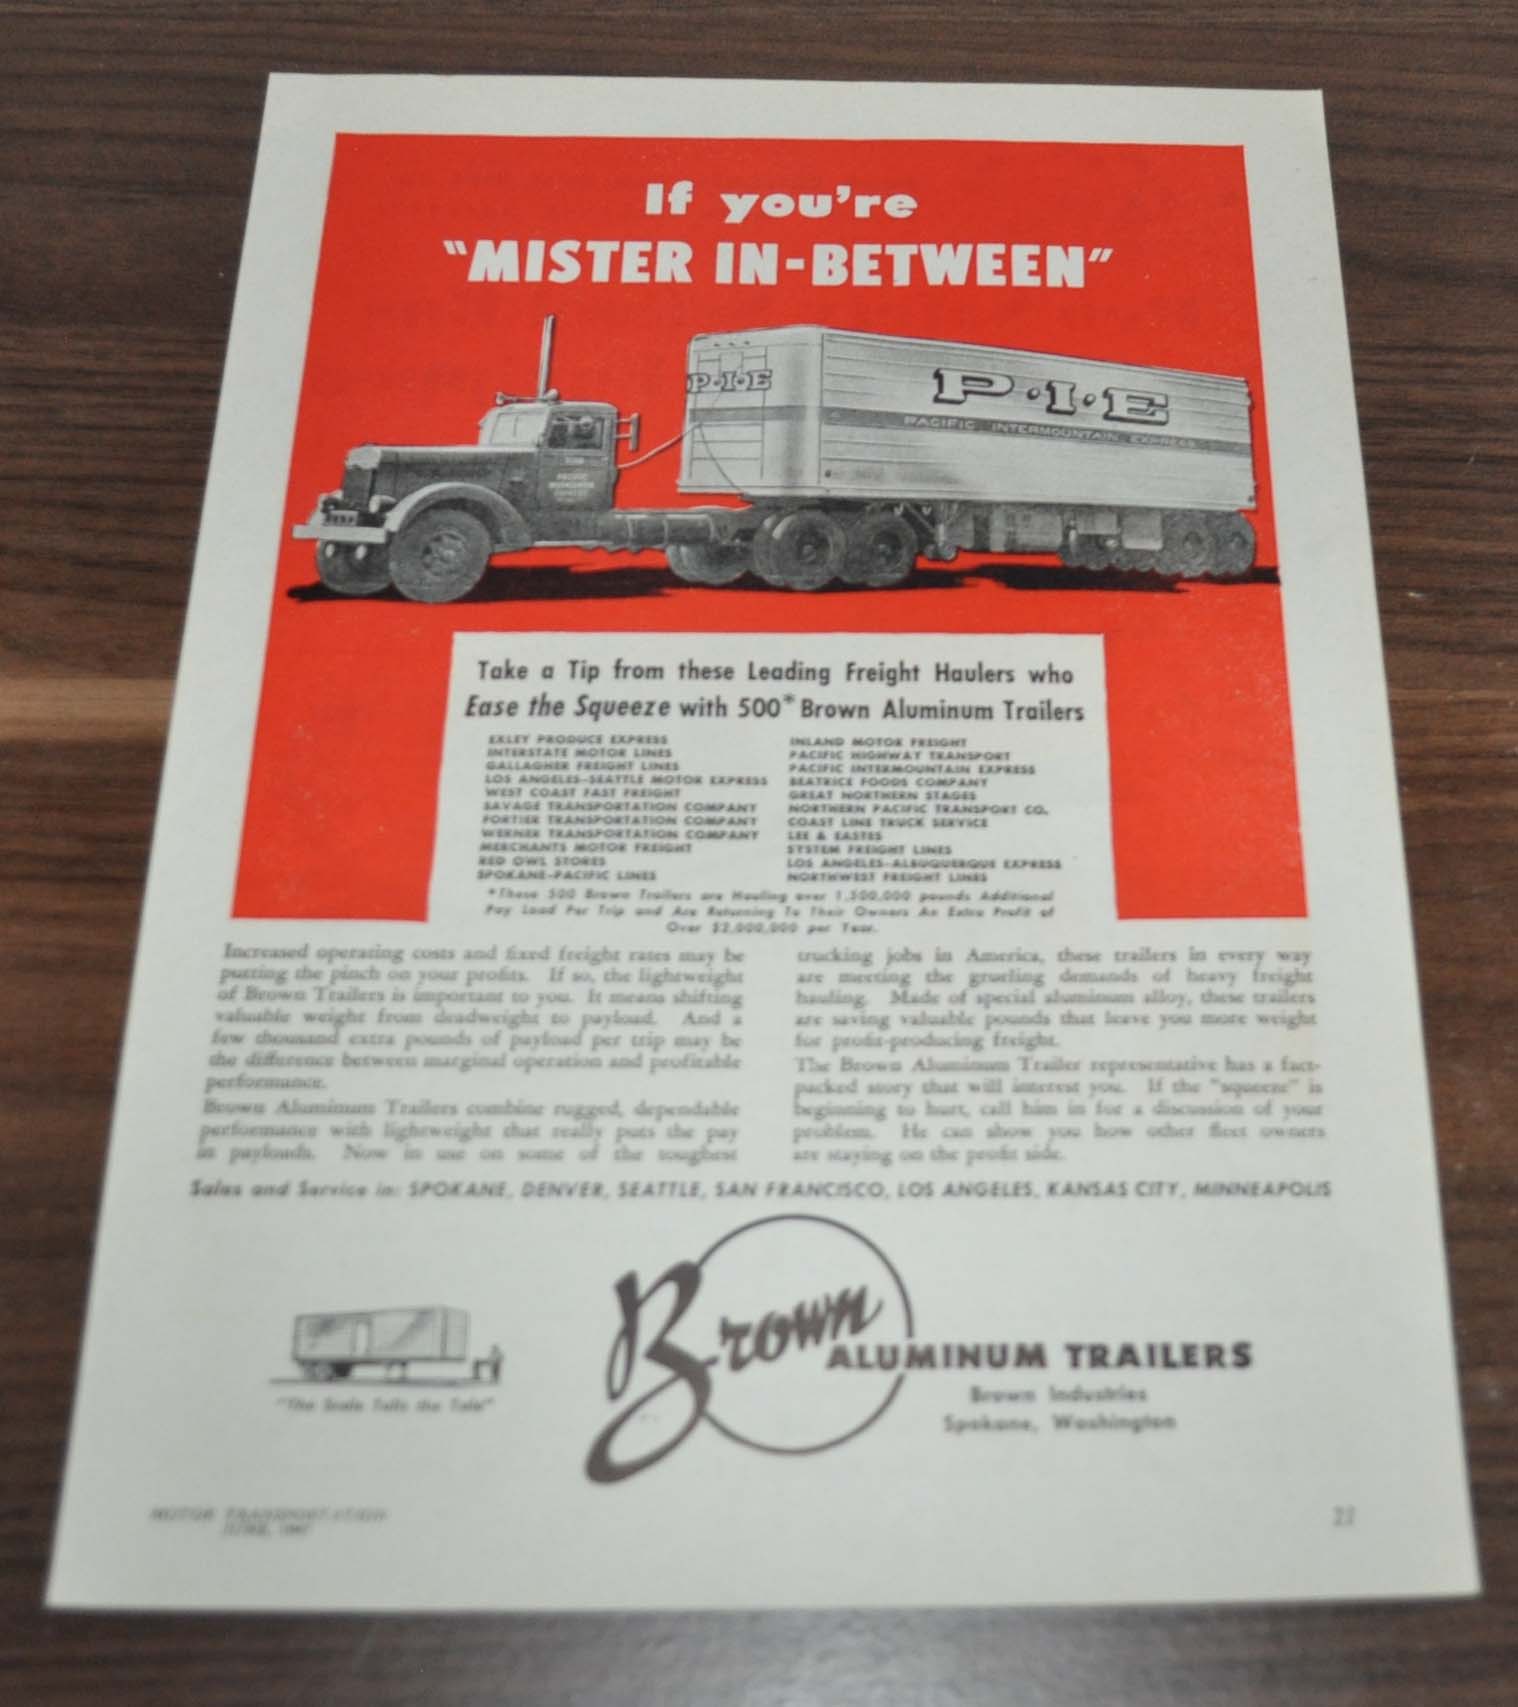 If you're
"MISTER IN-BETWEEN"
P·I·E
P·I·E
PACIFIC INTERMOUNTAIN EXPRESS
PACIFIC
INTERMOUNTAIN
EXPRESS
Take a Tip from these Leading Freight Haulers who
Ease the Squeeze with 500* Brown Aluminum Trailers
EXLEY PRODUCE EXPRESS
INTERSTATE MOTOR LINES
GALLAGHER FREIGHT LINES
LOS ANGELES-SEATTLE MOTOR EXPRESS
WEST COAST FAST FREIGHT
SAVAGE TRANSPORTATION COMPANY
FORTIER TRANSPORTATION COMPANY
WERNER TRANSPORTATION COMPANY
MERCHANTS MOTOR FREIGHT
RED OWL STORES
SPOKANE-PACIFIC LINES
INLAND MOTOR FREIGHT
PACIFIC HIGHWAY TRANSPORT
PACIFIC INTERMOUNTAIN EXPRESS
BEATRICE FOODS COMPANY
GREAT NORTHERN STAGES
NORTHERN PACIFIC TRANSPORT CO.
COAST LINE TRUCK SERVICE
LEE & EASTES
SYSTEM FREIGHT LINES
LOS ANGELES-ALBUQUERQUE EXPRESS
NORTHWEST FREIGHT LINES
*These 500 Brown Trailers are Hauling over 1,500,000 pounds Additional
Pay Load Per Trip and Are Returning To Their Owners An Extra Profit of
Over $2,000,000 per Year.
Increased operating costs and fixed freight rates may be
putting the pinch on your profits. If so, the lightweight
of Brown Trailers is important to you. It means shifting
valuable weight from deadweight to payload. And a
few thousand extra pounds of payload per trip may be
the difference between marginal operation and profitable
performance.
Brown Aluminum Trailers combine rugged, dependable
performance with lightweight that really puts the pay
in payloads. Now in use on some of the toughest
trucking jobs in America, these trailers in every way
are meeting the grueling demands of heavy freight
hauling. Made of special aluminum alloy, these trailers
are saving valuable pounds that leave you more weight
for profit-producing freight.
The Brown Aluminum Trailer representative has a fact-
packed story that will interest you. If the "squeeze" is
beginning to hurt, call him in for a discussion of your
problem. He can show you how other fleet owners
are staying on the profit side.
Sales and Service in: SPOKANE, DENVER, SEATTLE, SAN FRANCISCO, LOS ANGELES, KANSAS CITY, MINNEAPOLIS
"The Scale Tells the Tale"
Brown
ALUMINUM TRAILERS
Brown Industries
Spokane, Washington
MOTOR TRANSPORTATION
JUNE, 1947